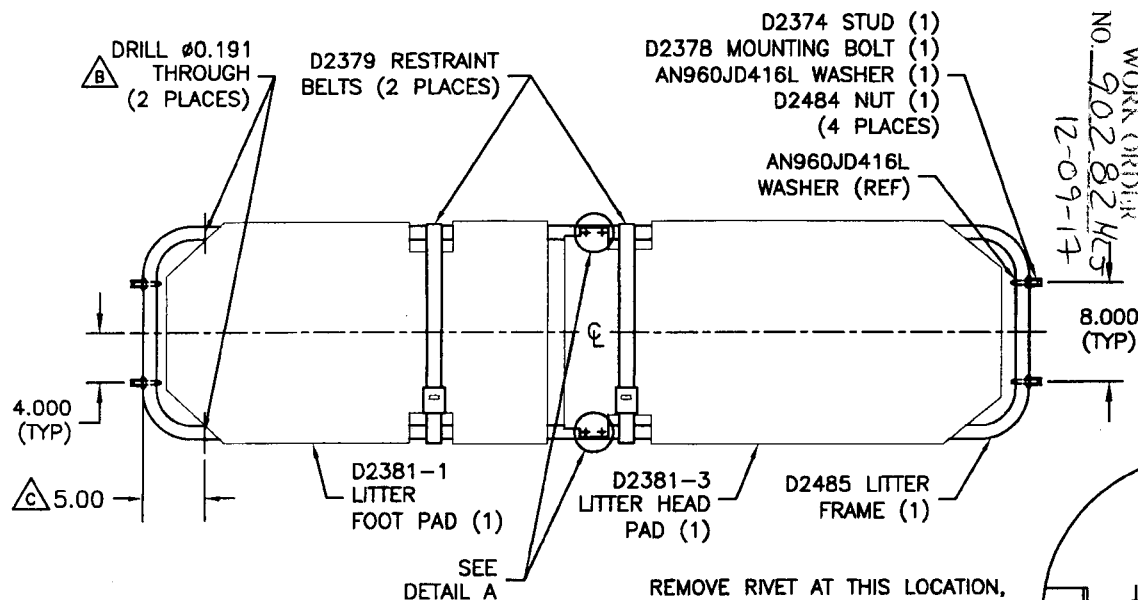 DRILL ø0.191
THROUGH
(2 PLACES)
B
D2379 RESTRAINT
BELTS (2 PLACES)
D2374 STUD (1)
D2378 MOUNTING BOLT (1)
AN960JD416L WASHER (1)
D2484 NUT (1)
(4 PLACES)
AN960JD416L
WASHER (REF)
WORK ORDER
NO.
12-09-17
℄
8.000
(TYP)
4.000
(TYP)
C 5.00
D2381-1
LITTER
FOOT PAD (1)
D2381-3
LITTER HEAD
PAD (1)
D2485 LITTER
FRAME (1)
SEE
DETAIL A
REMOVE RIVET AT THIS LOCATION,